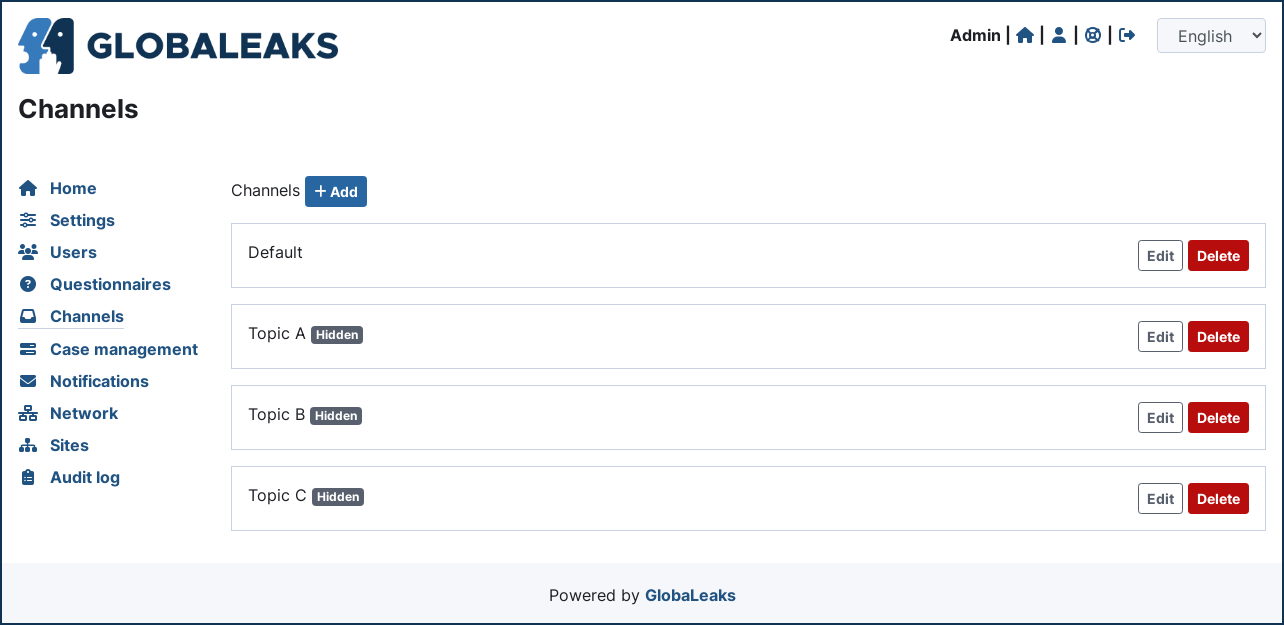 GLOBALEAKS
Admin | | | |
English
Channels
Home
Settings
Users
Questionnaires
Channels
Case management
Notifications
Network
Sites
Audit log
Channels + Add
Default Edit Delete
Topic A Hidden Edit Delete
Topic B Hidden Edit Delete
Topic C Hidden Edit Delete
Powered by GlobaLeaks